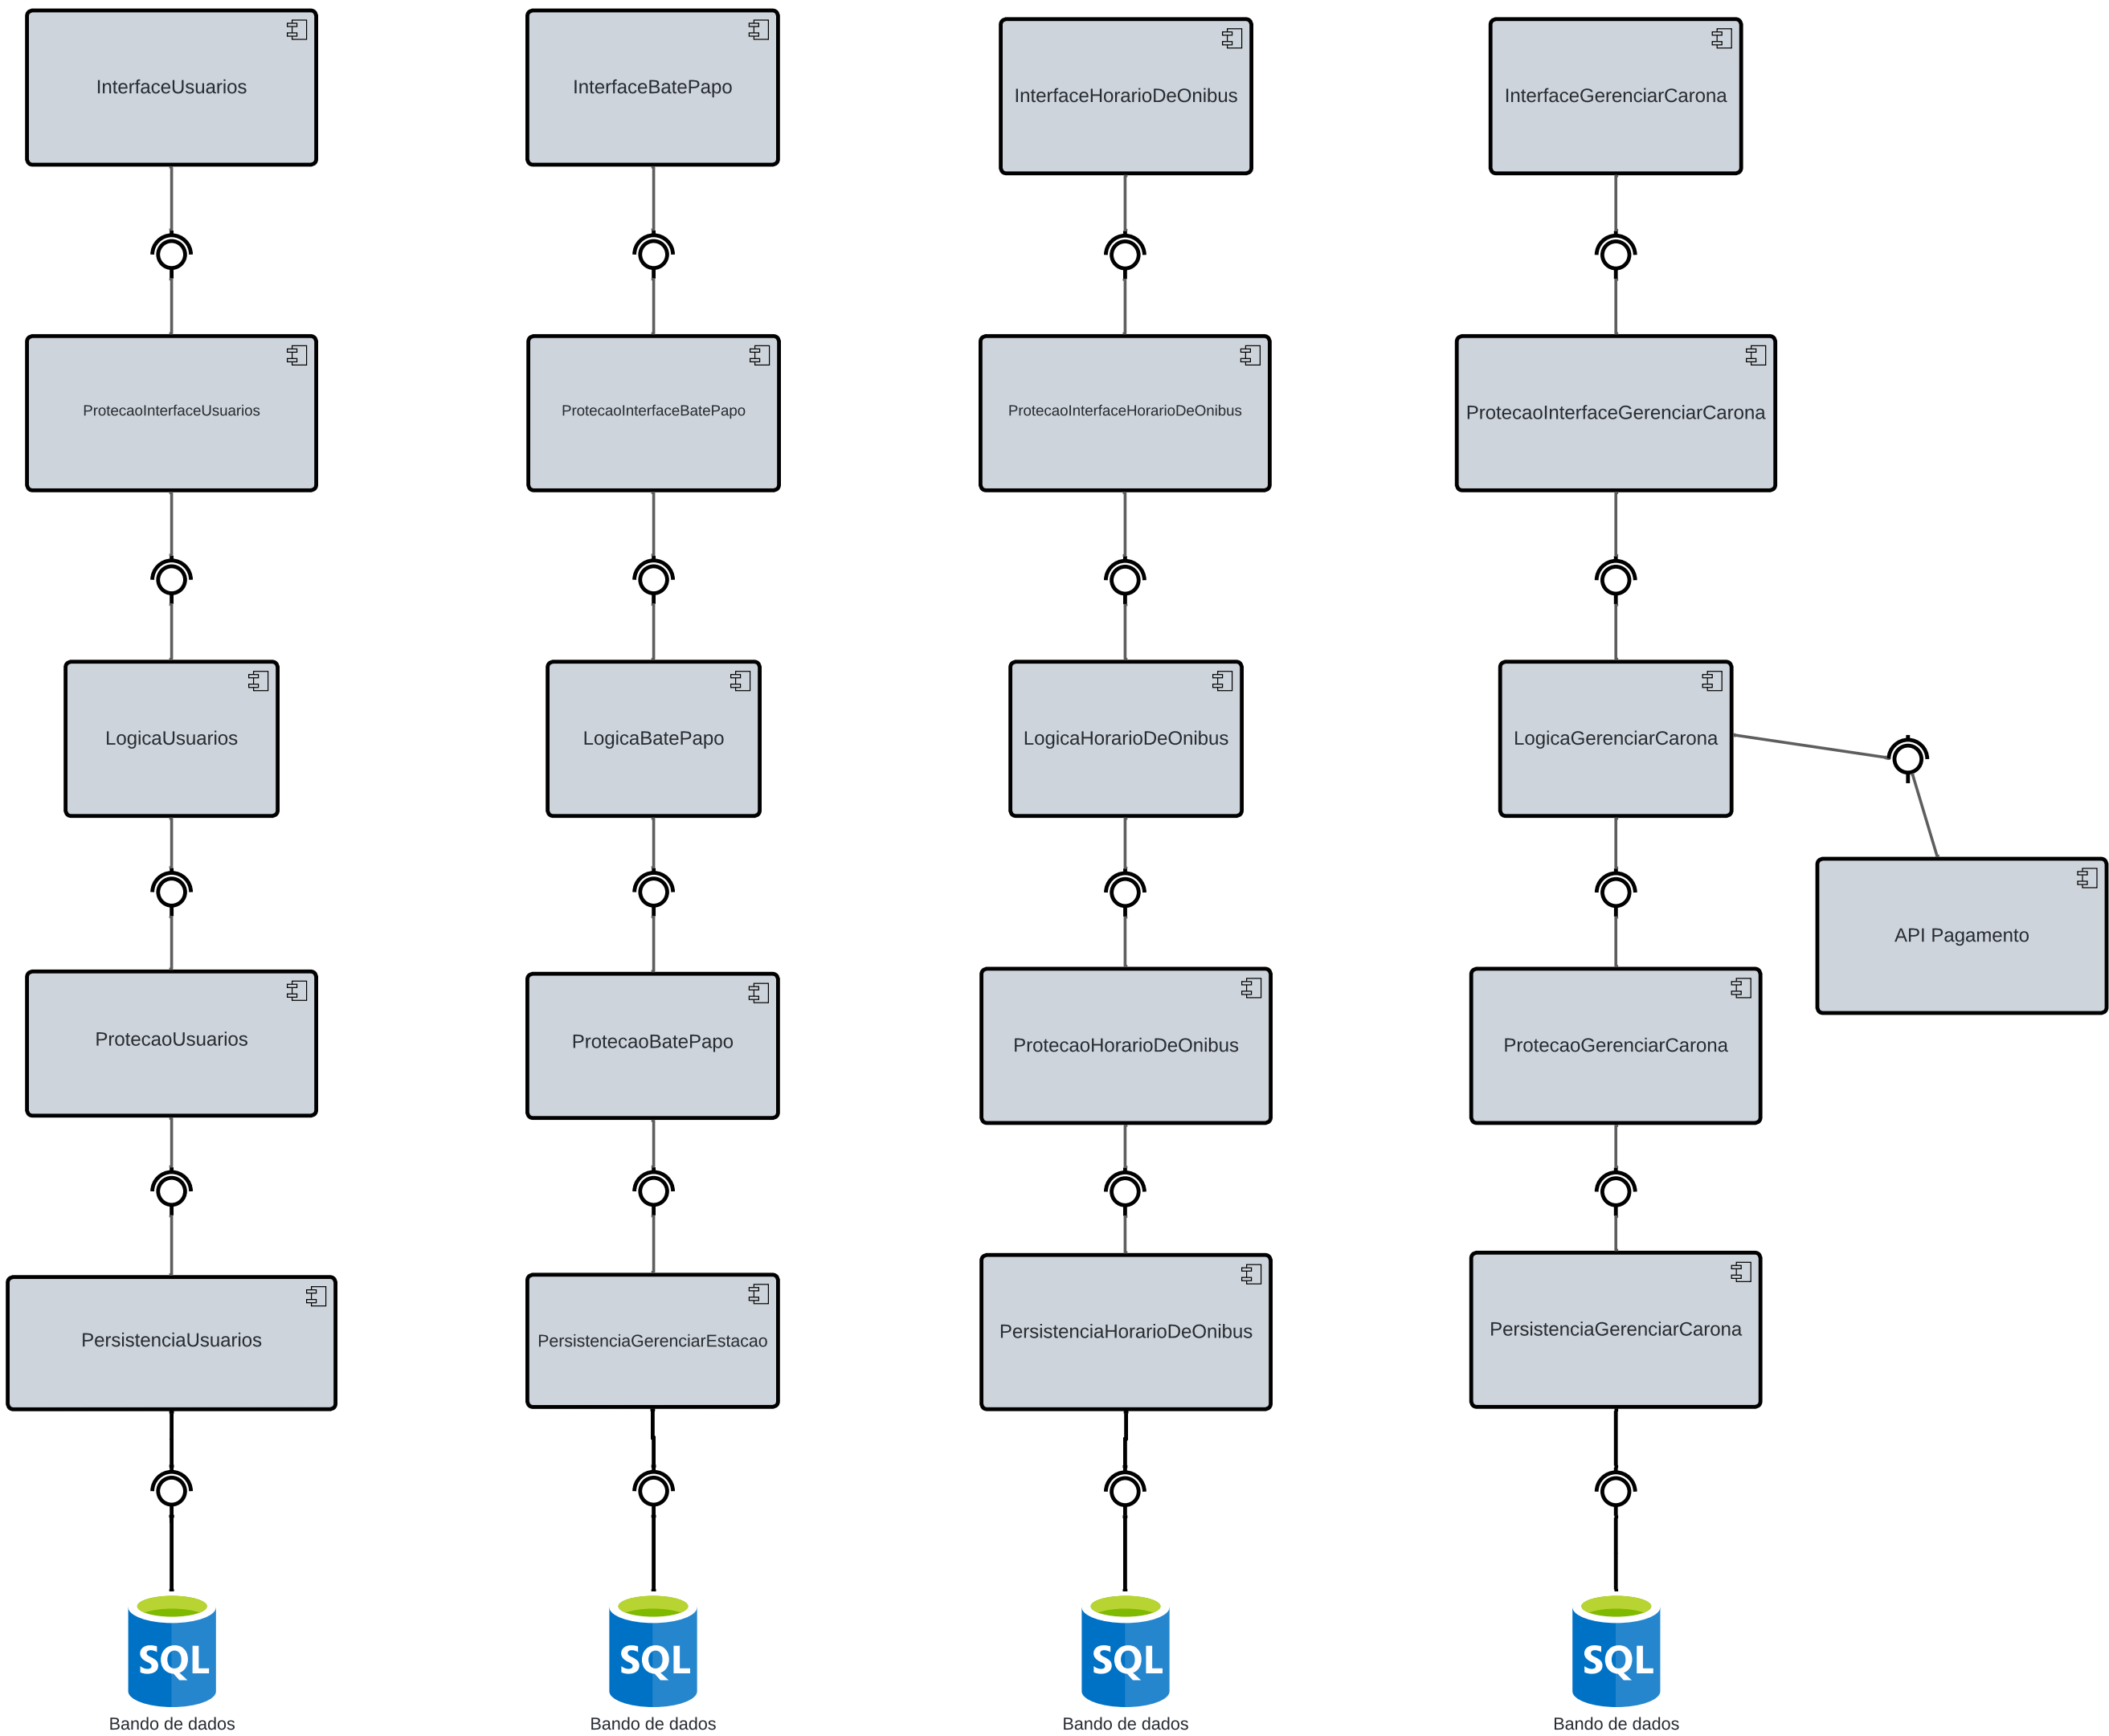 InterfaceUsuarios
InterfaceBatePapo
InterfaceHorarioDeOnibus
InterfaceGerenciarCarona
ProtecaoInterfaceUsuarios
ProtecaoInterfaceBatePapo
ProtecaoInterfaceHorarioDeOnibus
ProtecaoInterfaceGerenciarCarona
LogicaUsuarios
LogicaBatePapo
LogicaHorarioDeOnibus
LogicaGerenciarCarona
API Pagamento
ProtecaoUsuarios
ProtecaoBatePapo
ProtecaoHorarioDeOnibus
ProtecaoGerenciarCarona
PersistenciaUsuarios
PersistenciaGerenciarEstacao
PersistenciaHorarioDeOnibus
PersistenciaGerenciarCarona
SQL
SQL
SQL
SQL
Bando de dados
Bando de dados
Bando de dados
Bando de dados